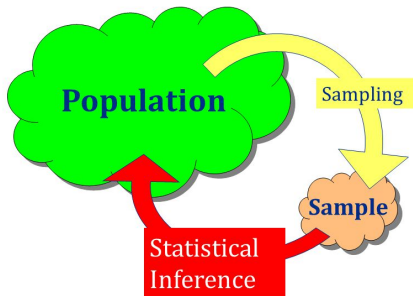 Population
Sampling
Sample
Statistical
Inference